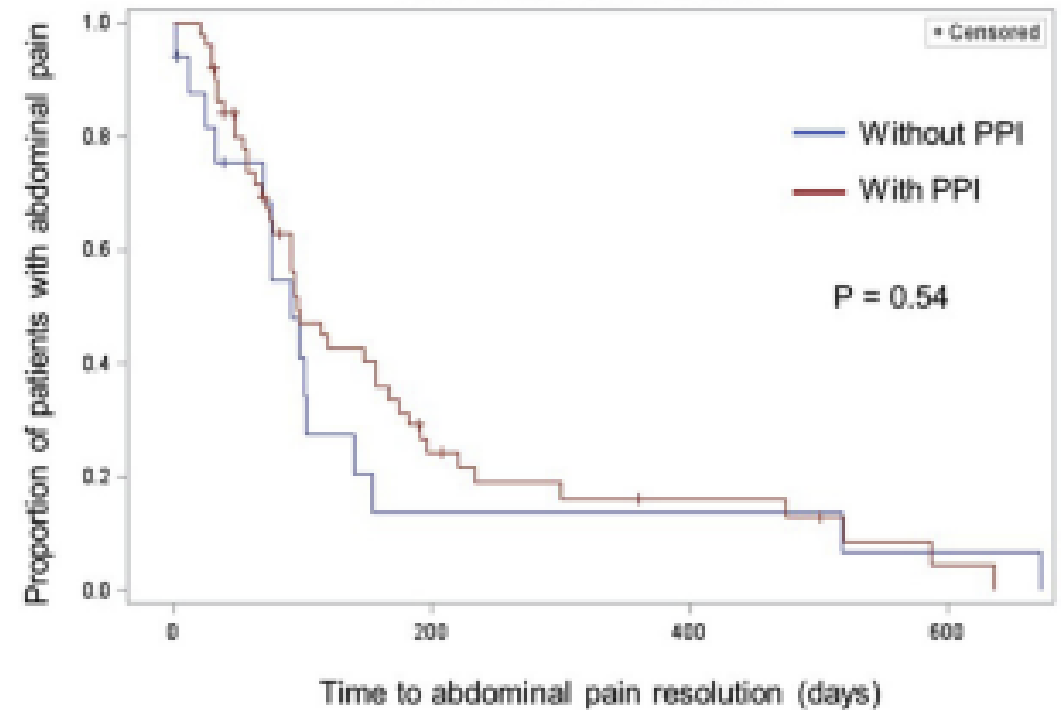 Proportion of patients with abdominal pain
1.0
0.8
0.6
0.4
0.2
0.0
Censored
Without PPI
With PPI
P = 0.54
0 200 400 600
Time to abdominal pain resolution (days)